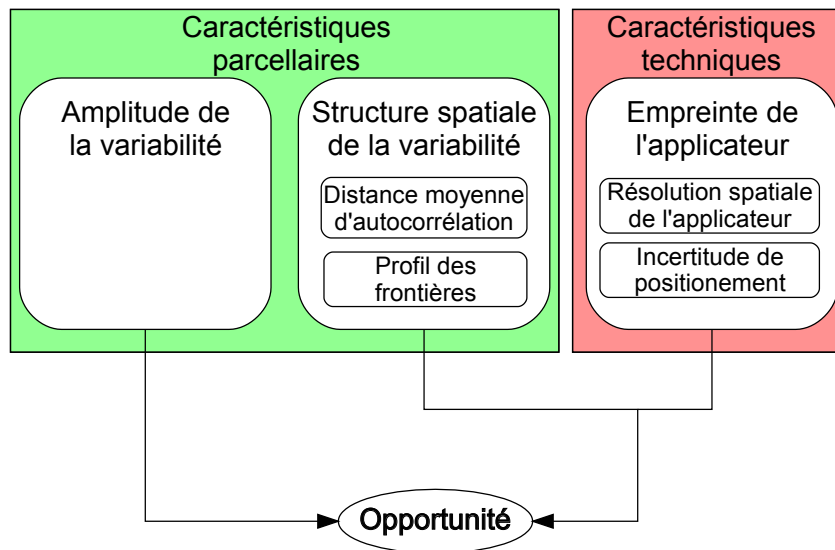 Caractéristiques
parcellaires
Amplitude de
la variabilité
Structure spatiale
de la variabilité
Distance moyenne
d'autocorrélation
Profil des
frontières
Caractéristiques
techniques
Empreinte de
l'applicateur
Résolution spatiale
de l'applicateur
Incertitude de
positionement
Opportunité